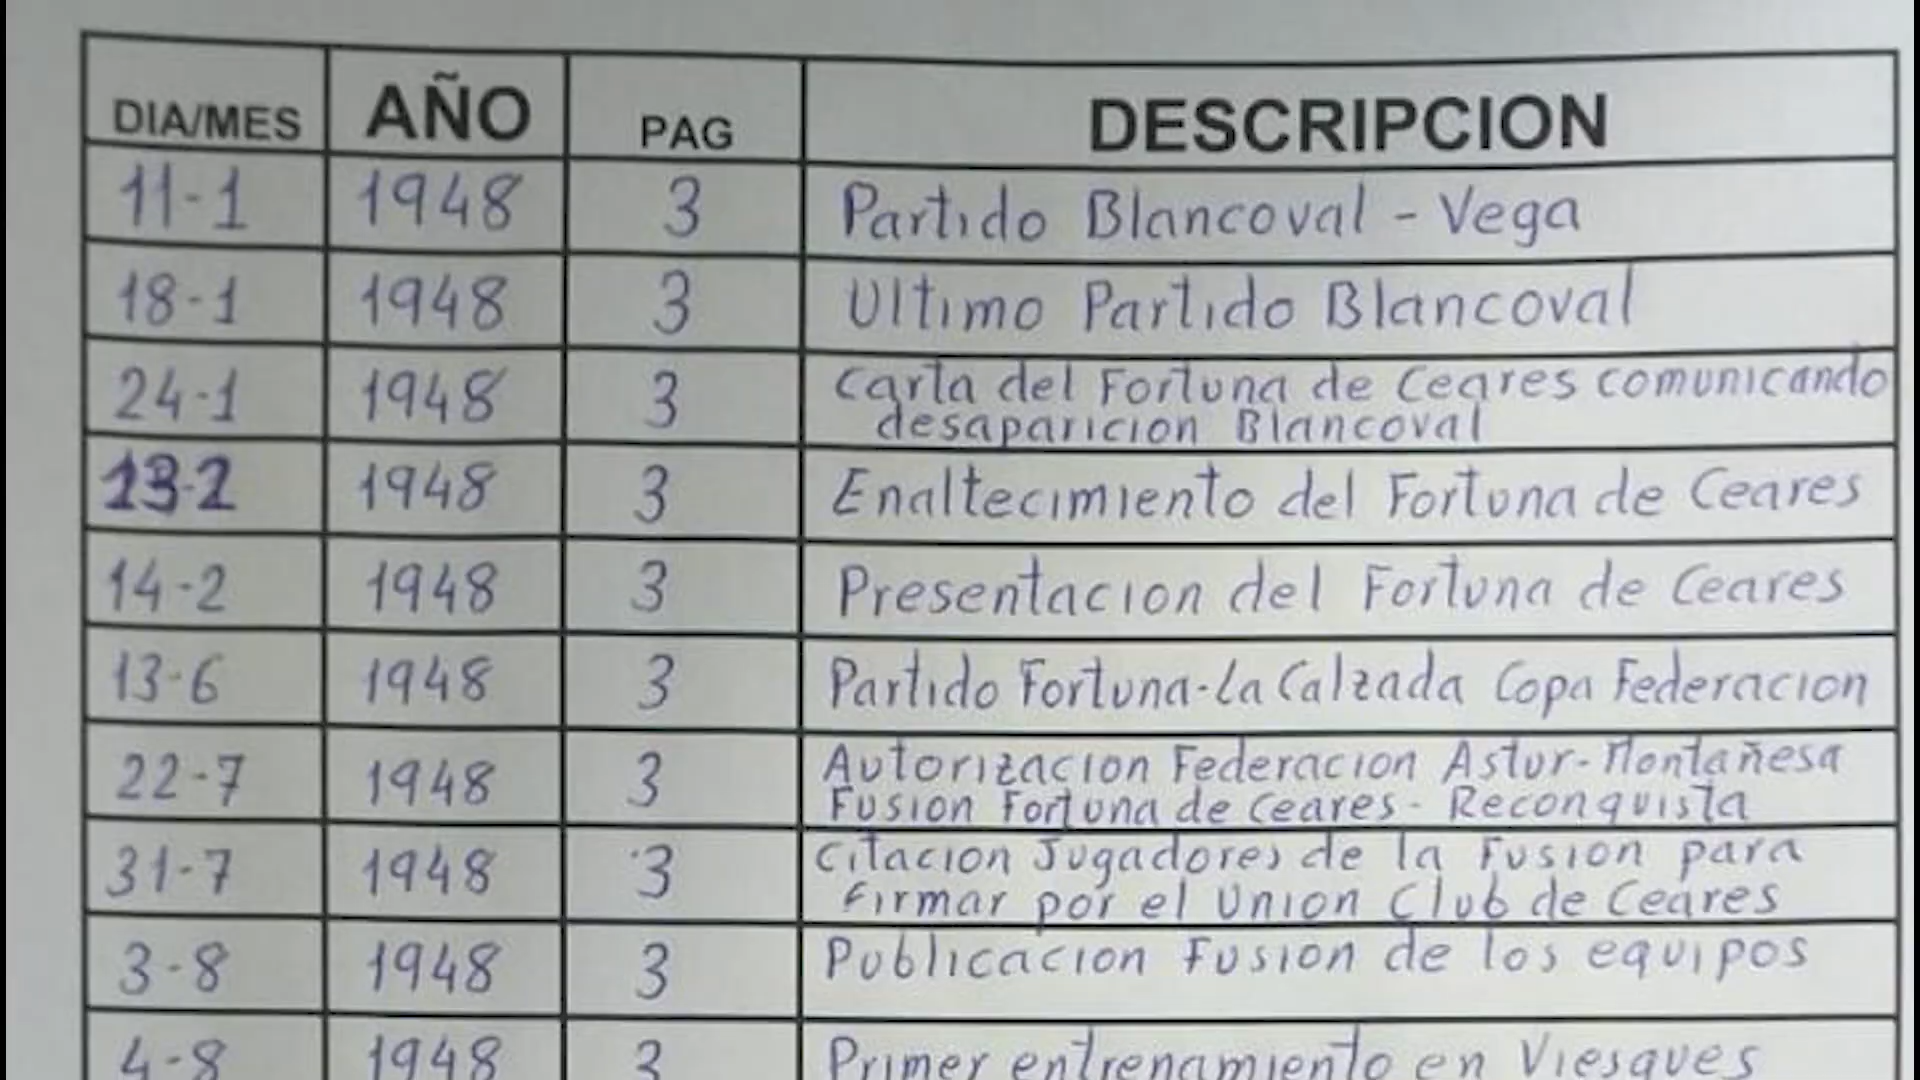 DIA/MES AÑO PAG DESCRIPCION
11-1 1948 3 Partido Blancoval - Vega
18-1 1948 3 Ultimo Partido Blancoval
24-1 1948 3 Carta del Fortuna de Ceares comunicando
desaparicion Blancoval
13-2 1948 3 Enaltecimiento del Fortuna de Ceares
14-2 1948 3 Presentacion del Fortuna de Ceares
13-6 1948 3 Partido Fortuna-La Calzada Copa Federacion
22-7 1948 3 Autorizacion Federacion Astur-Montañesa
Fusion Fortuna de Ceares - Reconquista
31-7 1948 3 Citacion Jugadores de la Fusion para
firmar por el Union Club de Ceares
3-8 1948 3 Publicacion Fusion de los equipos
4-8 1948 3 Primer entrenamiento en Viesques